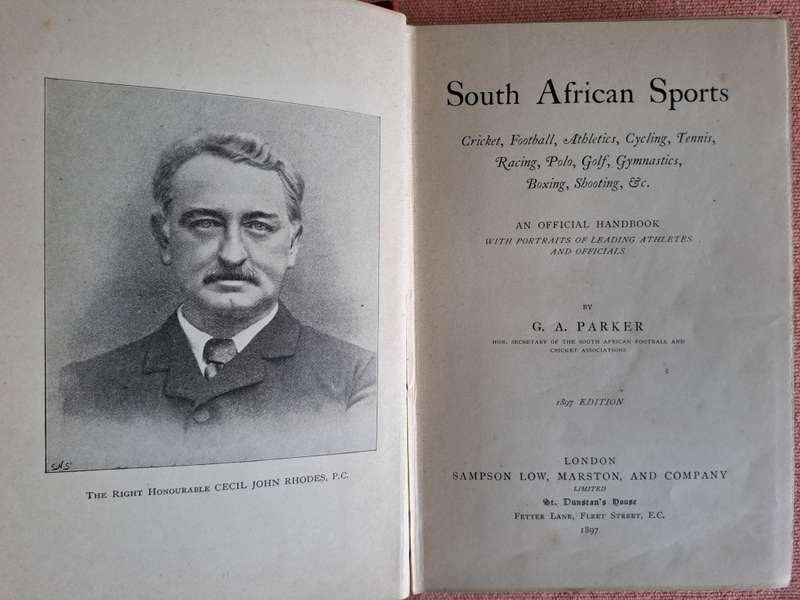 S.N.S
THE RIGHT HONOURABLE CECIL JOHN RHODES, P.C.
South African Sports
Cricket, Football, Athletics, Cycling, Tennis,
Racing, Polo, Golf, Gymnastics,
Boxing, Shooting, &c.
AN OFFICIAL HANDBOOK
WITH PORTRAITS OF LEADING ATHLETES
AND OFFICIALS
BY
G. A. PARKER
HON. SECRETARY OF THE SOUTH AFRICAN FOOTBALL AND
CRICKET ASSOCIATIONS
1897 EDITION
LONDON
SAMPSON LOW, MARSTON, AND COMPANY
LIMITED
St. Dunstan's House
FETTER LANE, FLEET STREET, E.C.
1897